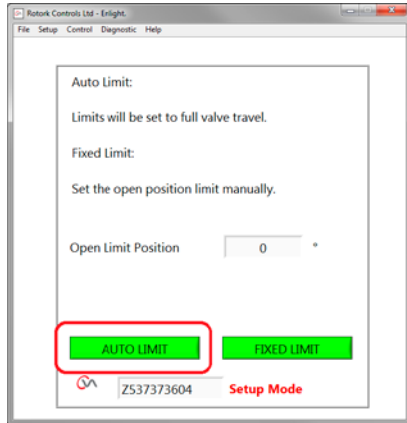 Rotork Controls Ltd - Enlight.
File Setup Control Diagnostic Help
Auto Limit:
Limits will be set to full valve travel.
Fixed Limit:
Set the open position limit manually.
Open Limit Position 0 °
AUTO LIMIT FIXED LIMIT
Z537373604 Setup Mode